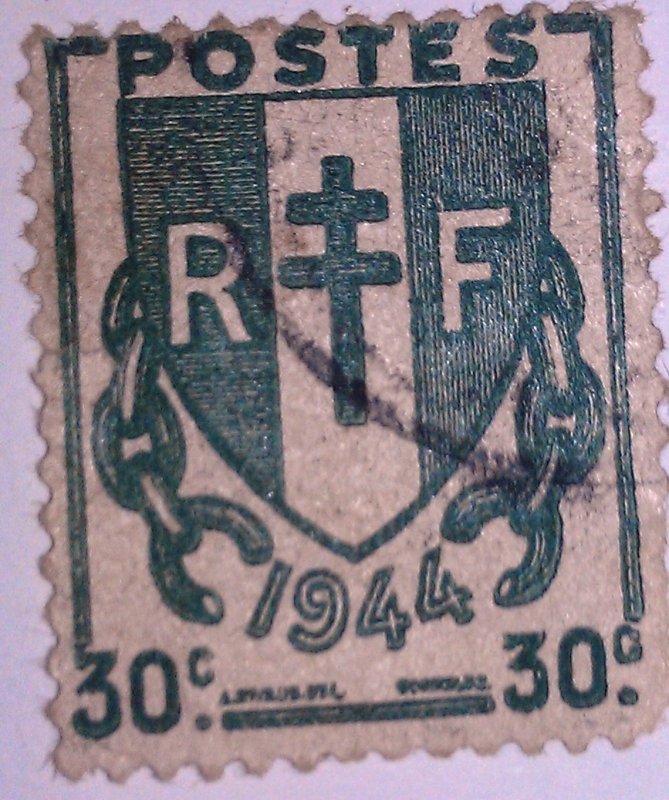 POSTES
R F
1944
30c. 30c.